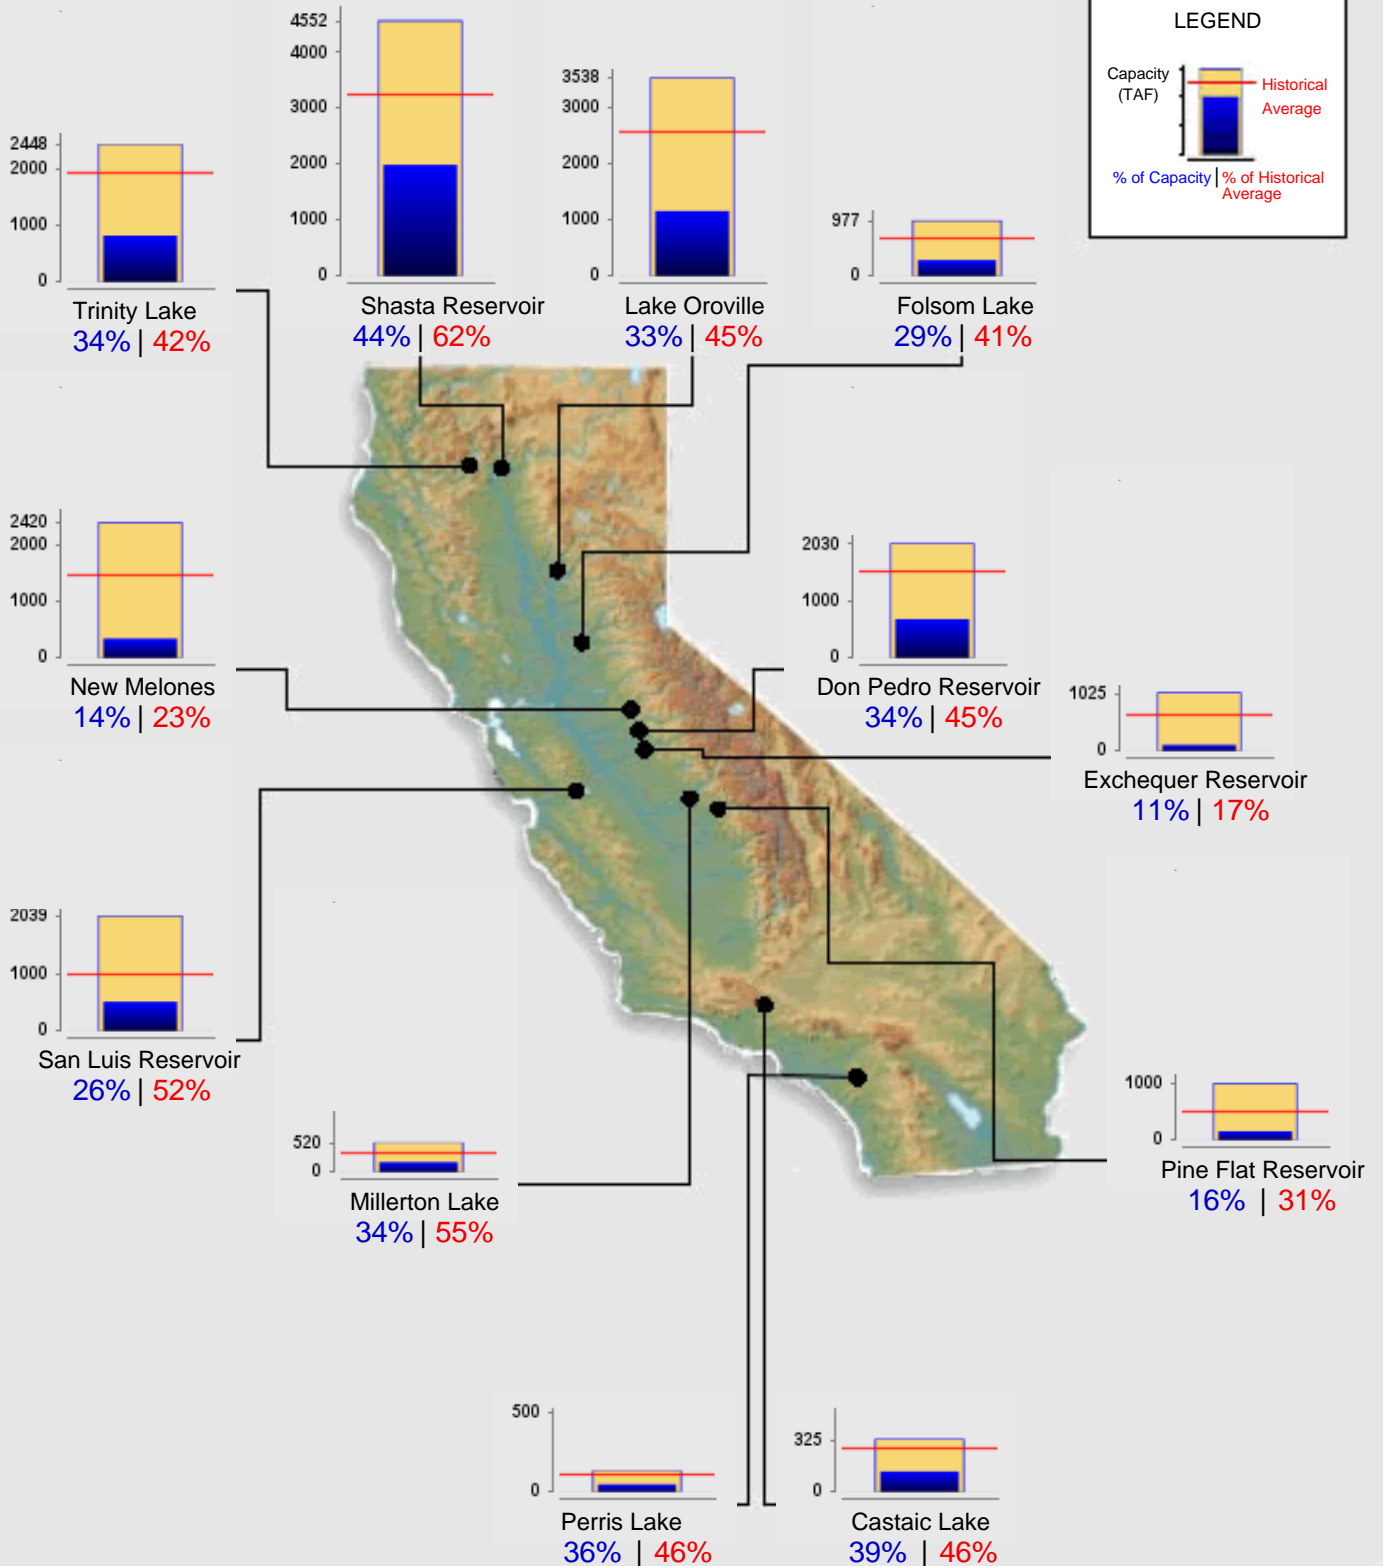 LEGEND
Capacity
(TAF)
Historical
Average
% of Capacity | % of Historical
Average
4552
4000
3000
2000
1000
0
Shasta Reservoir
44% | 62%
3538
3000
2000
1000
0
Lake Oroville
33% | 45%
2448
2000
1000
0
Trinity Lake
34% | 42%
977
0
Folsom Lake
29% | 41%
2420
2000
1000
0
New Melones
14% | 23%
2030
1000
0
Don Pedro Reservoir
34% | 45%
1025
0
Exchequer Reservoir
11% | 17%
2039
1000
0
San Luis Reservoir
26% | 52%
520
0
Millerton Lake
34% | 55%
1000
0
Pine Flat Reservoir
16% | 31%
500
0
Perris Lake
36% | 46%
325
0
Castaic Lake
39% | 46%